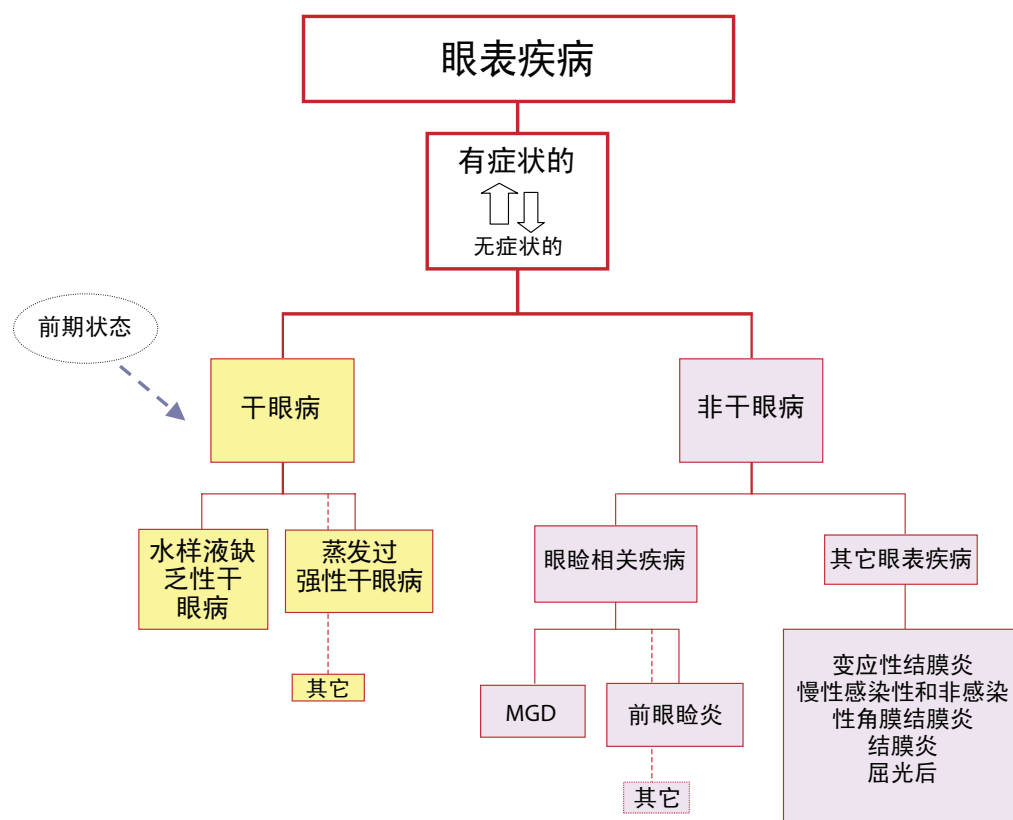 眼表疾病
有症状的
无症状的
前期状态
干眼病
非干眼病
水样液缺
乏性干
眼病
蒸发过
强性干眼病
其它
眼睑相关疾病
其它眼表疾病
MGD
前眼睑炎
其它
变应性结膜炎
慢性感染性和非感染
性角膜结膜炎
结膜炎
屈光后